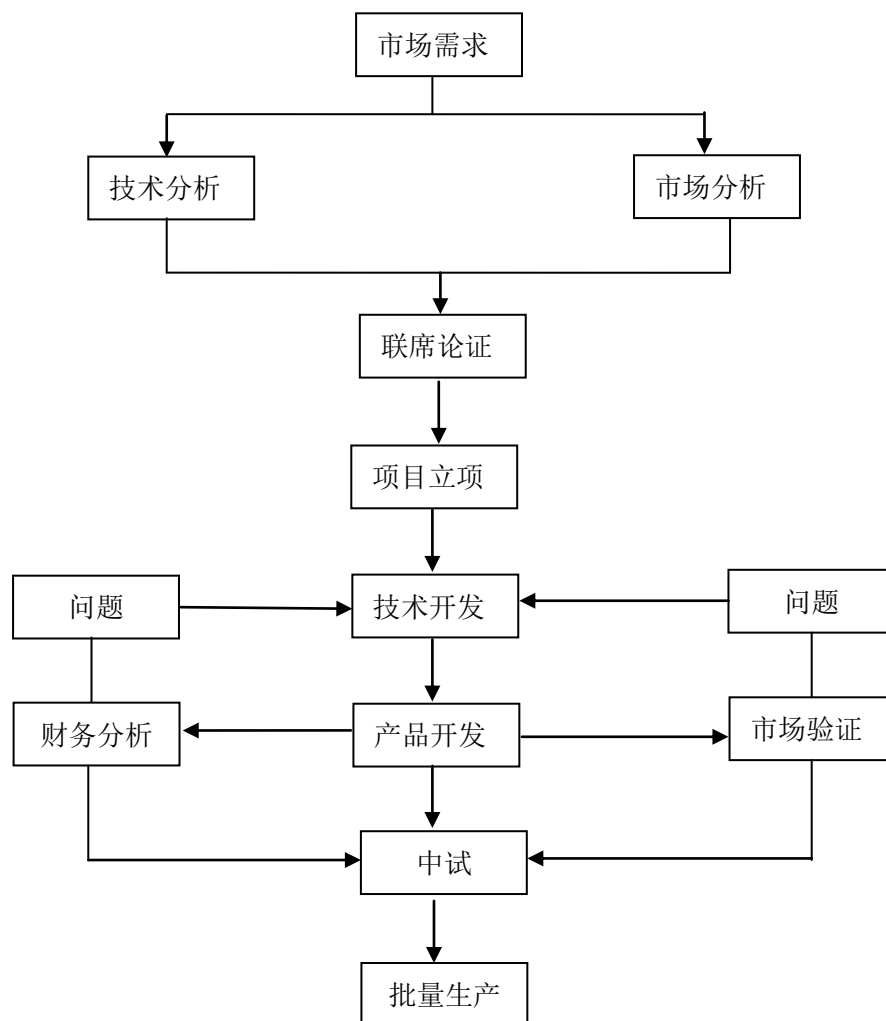 市场需求
技术分析
市场分析
联席论证
项目立项
问题
技术开发
问题
财务分析
产品开发
市场验证
中试
批量生产